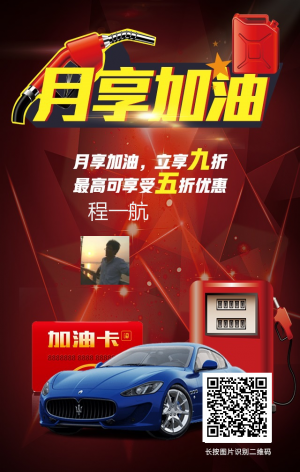 月享加油
月享加油，立享九折
最高可享受五折优惠
程一航
加油卡
长按图片识别二维码